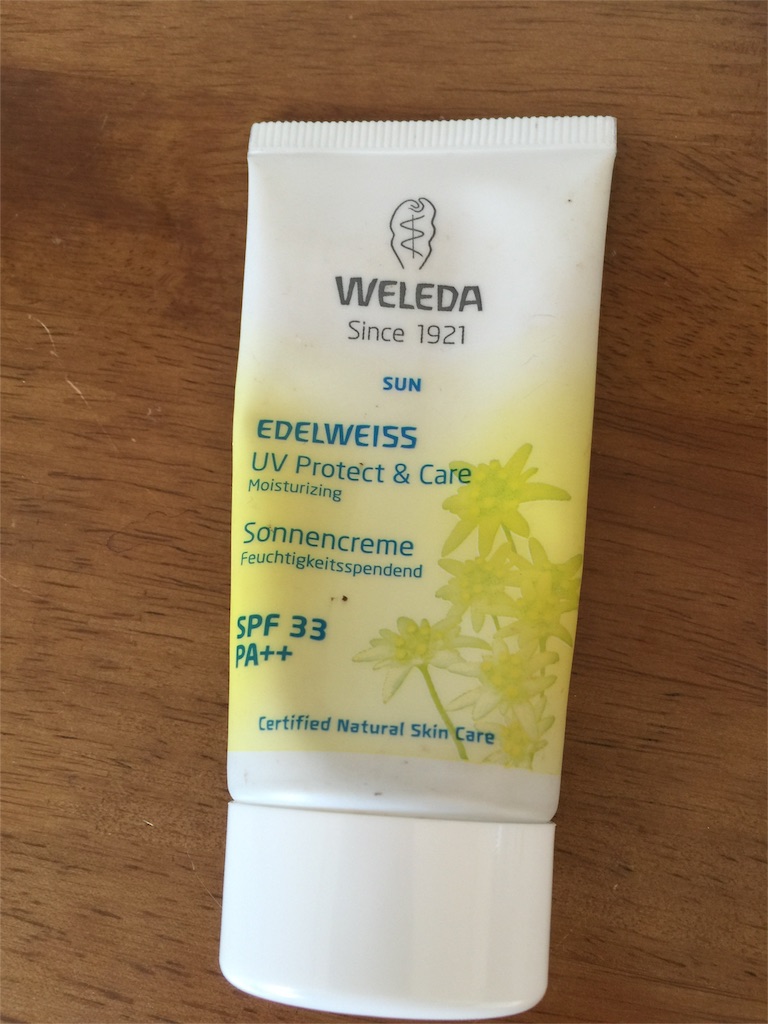 WELEDA
Since 1921
SUN
EDELWEISS
UV Protect & Care
Moisturizing
Sonnencreme
Feuchtigkeitsspendend
SPF 33
PA++
Certified Natural Skin Care